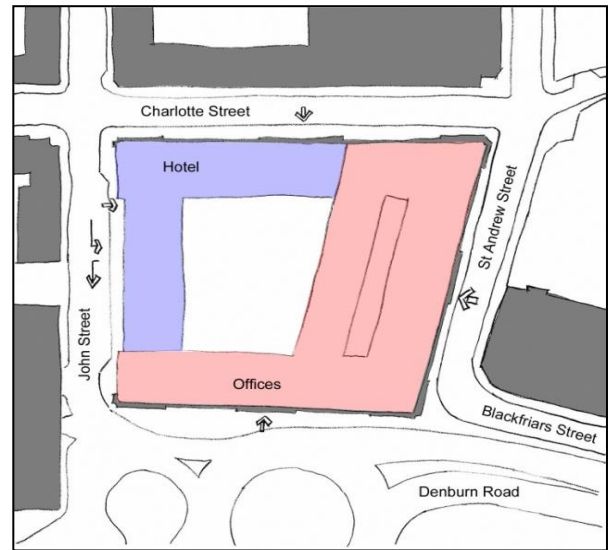 Charlotte Street
Hotel
St Andrew Street
John Street
Offices
Blackfriars Street
Denburn Road